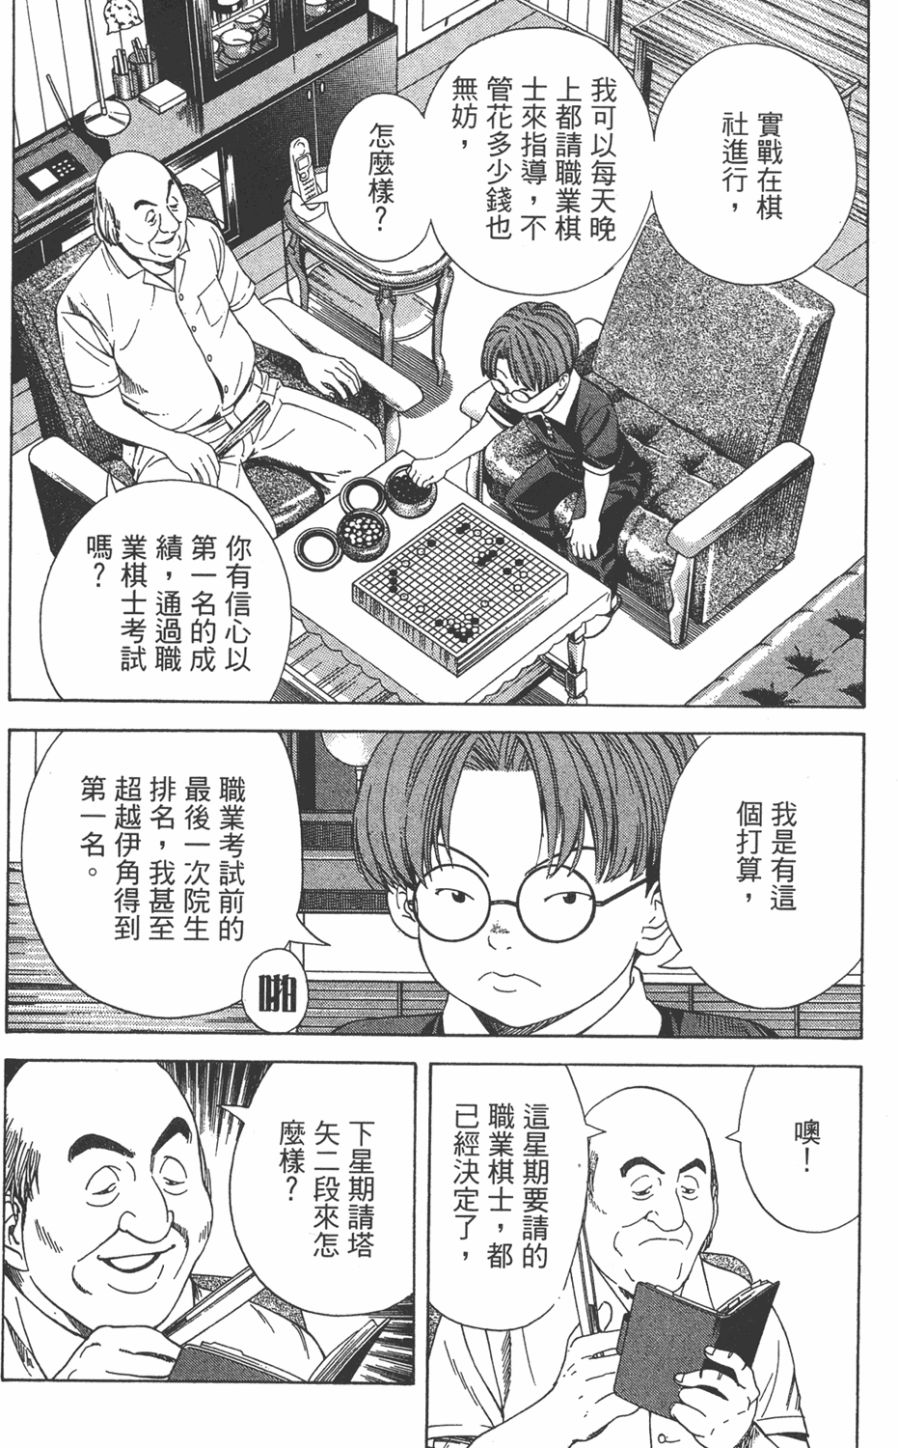 實戰在棋
社進行，
我可以每天晚
上都請職業棋
士來指導，不
管花多少錢也
無妨，
怎麼樣？
你有信心以
第一名的成
績，通過職
業棋士考試
嗎？
我是有這
個打算，
職業考試前的
最後一次院生
排名，我甚至
超越伊角得到
第一名。
啪
噢！
這星期要請的
職業棋士，都
已經決定了，
下星期請塔
矢二段來怎
麼樣？